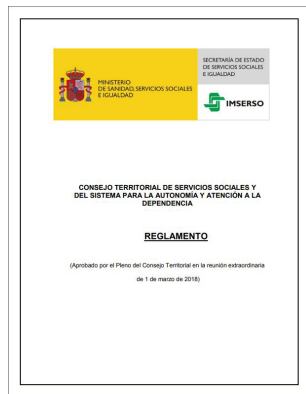 SECRETARÍA DE ESTADO
DE SERVICIOS SOCIALES
E IGUALDAD
MINISTERIO
DE SANIDAD, SERVICIOS SOCIALES
E IGUALDAD
IMSERSO
CONSEJO TERRITORIAL DE SERVICIOS SOCIALES Y
DEL SISTEMA PARA LA AUTONOMÍA Y ATENCIÓN A LA
DEPENDENCIA
REGLAMENTO
(Aprobado por el Pleno del Consejo Territorial en la reunión extraordinaria
de 1 de marzo de 2018)